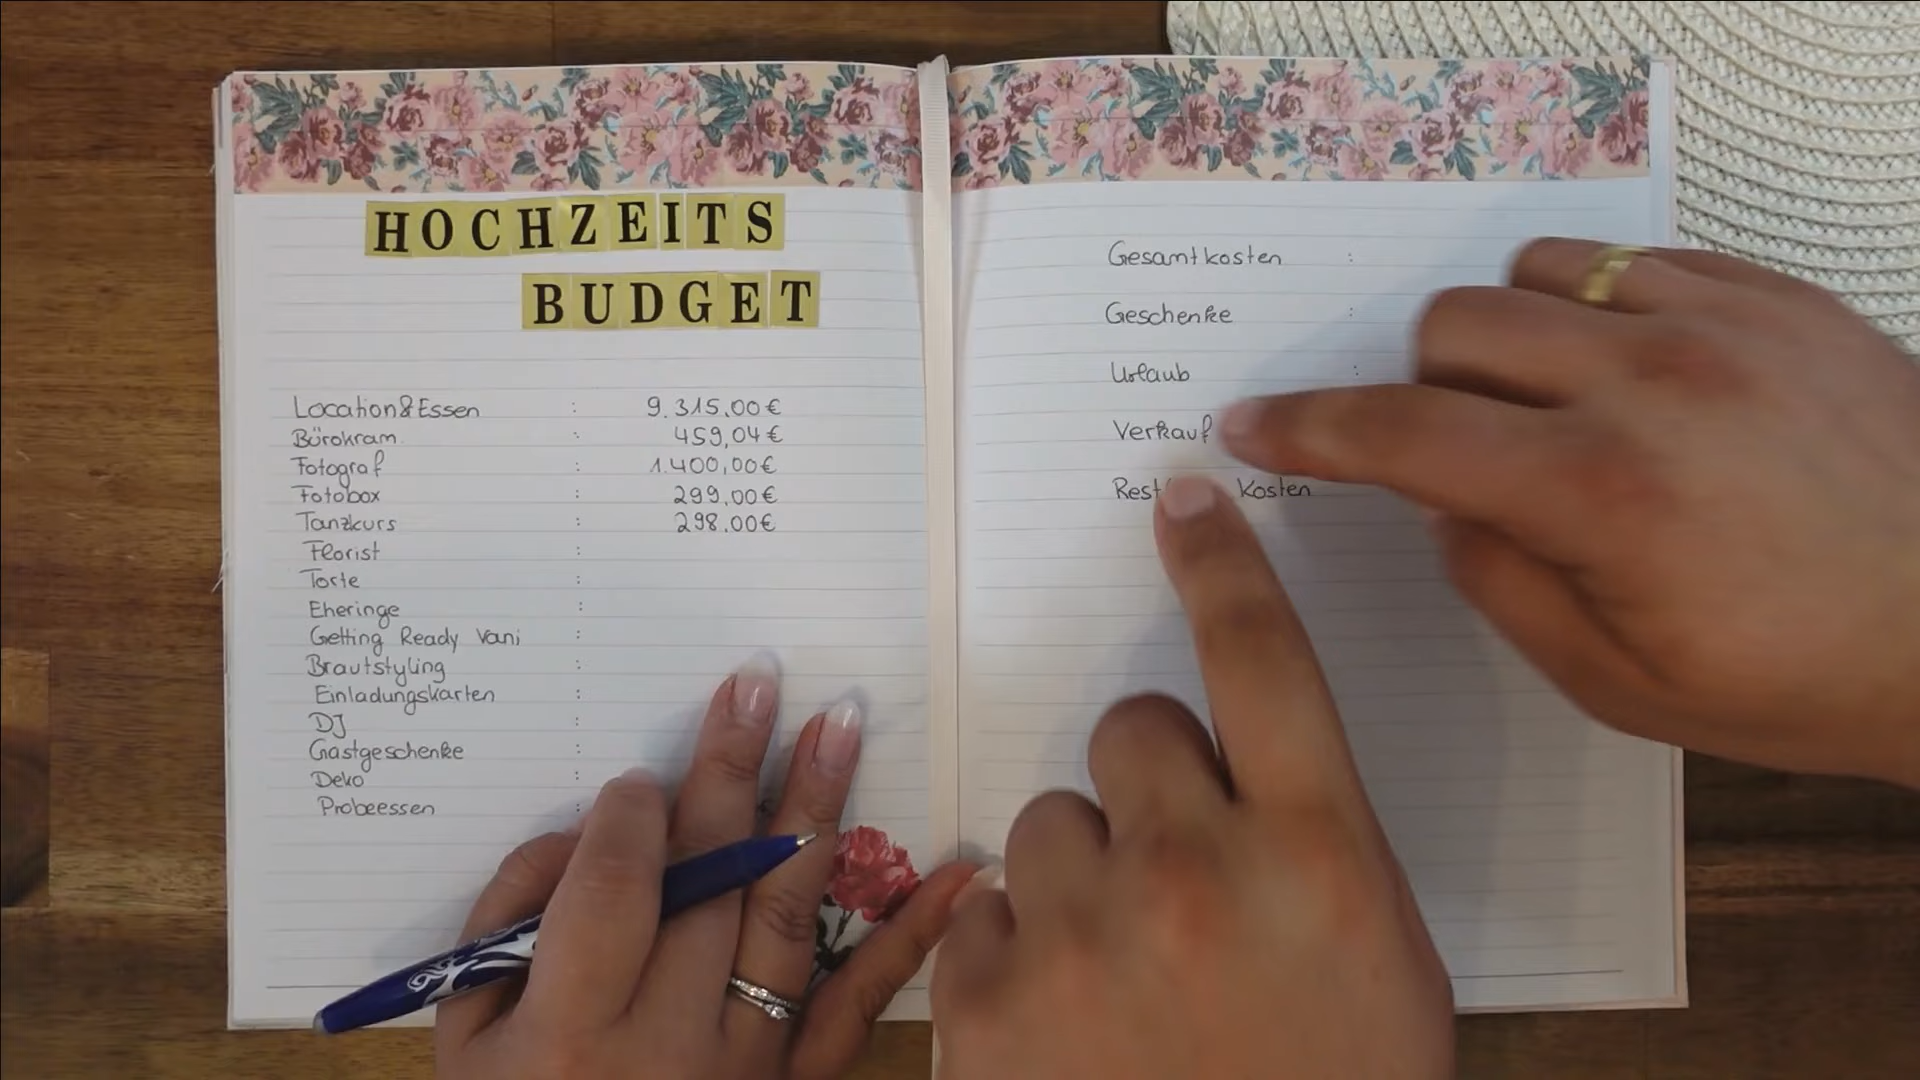 HOCHZEITS
BUDGET
Location&Essen : 9.315,00€
Bürokram : 459,04€
Fotograf : 1.400,00€
Fotobox : 299,00€
Tanzkurs : 298.00€
Florist :
Torte :
Eheringe :
Getting Ready Vani :
Brautstyling :
Einladungskarten :
DJ :
Gastgeschenke :
Deko :
Probeessen :
Gesamtkosten :
Geschenke :
Urlaub :
Verkauf
Kosten